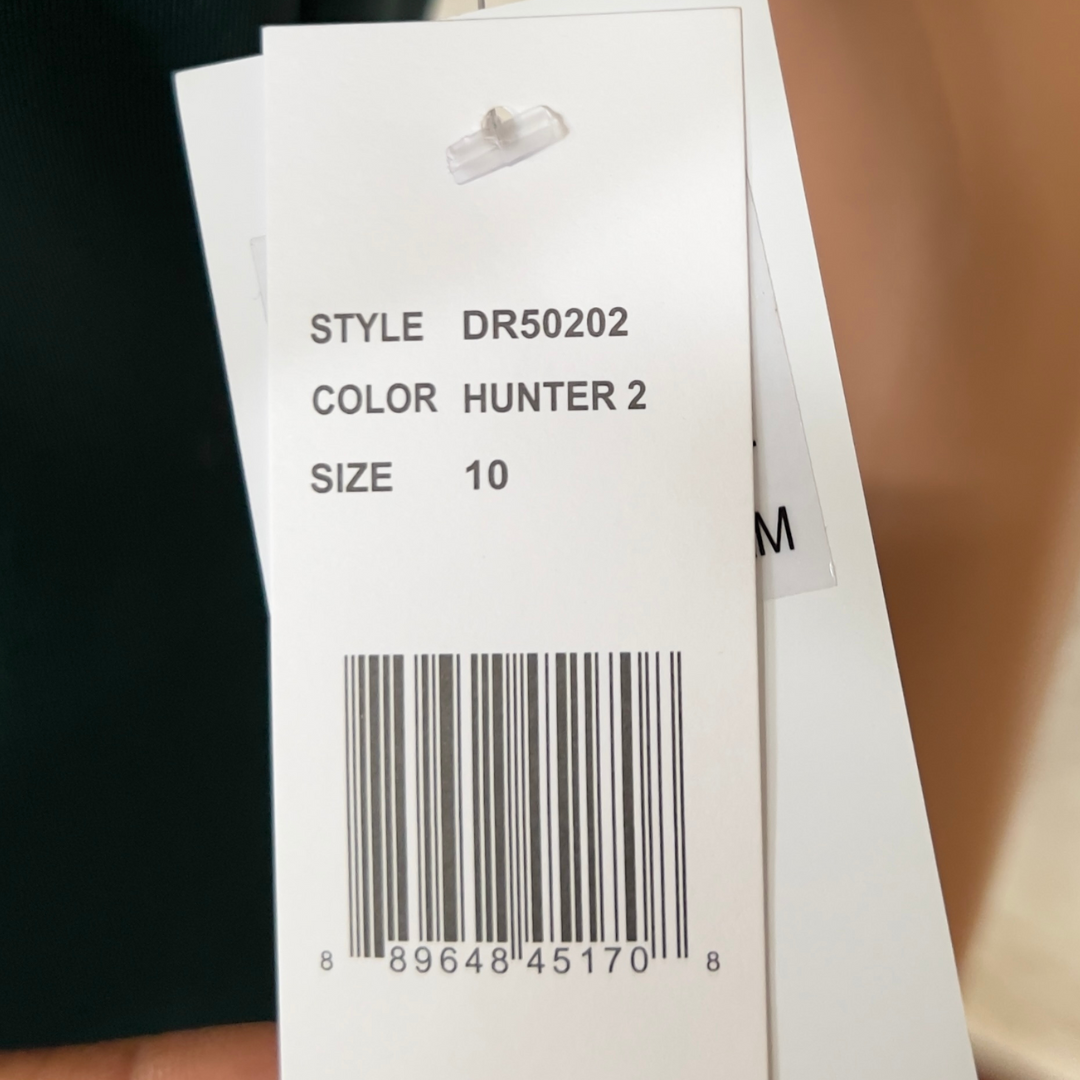 STYLE DR50202
COLOR HUNTER 2
SIZE 10
M
8 89648 45170 8